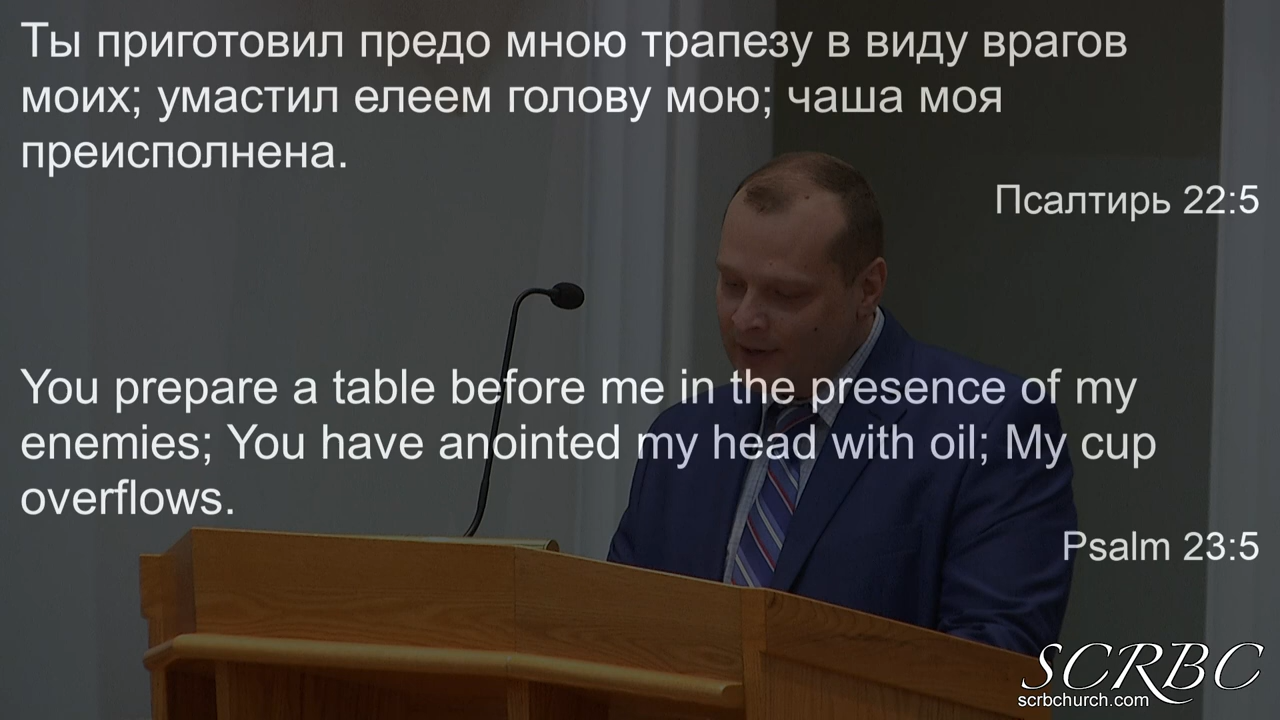 Ты приготовил предо мною трапезу в виду врагов
моих; умастил елеем голову мою; чаша моя
преисполнена.
Псалтирь 22:5
You prepare a table before me in the presence of my
enemies; You have anointed my head with oil; My cup
overflows.
Psalm 23:5
SCRBC
scrbchurch.com